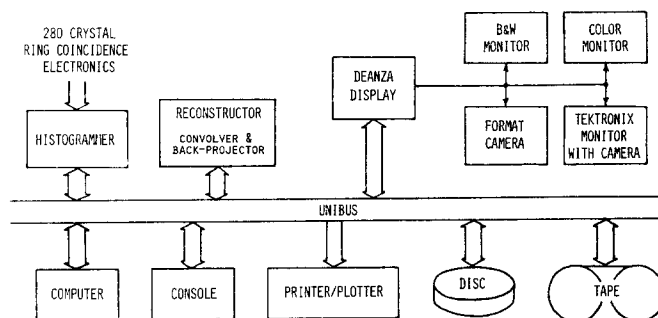 280 CRYSTAL
RING COINCIDENCE
ELECTRONICS
HISTOGRAMMER
RECONSTRUCTOR
CONVOLVER &
BACK-PROJECTOR
DEANZA
DISPLAY
B&W
MONITOR
COLOR
MONITOR
FORMAT
CAMERA
TEKTRONIX
MONITOR
WITH CAMERA
UNIBUS
COMPUTER
CONSOLE
PRINTER/PLOTTER
DISC
TAPE